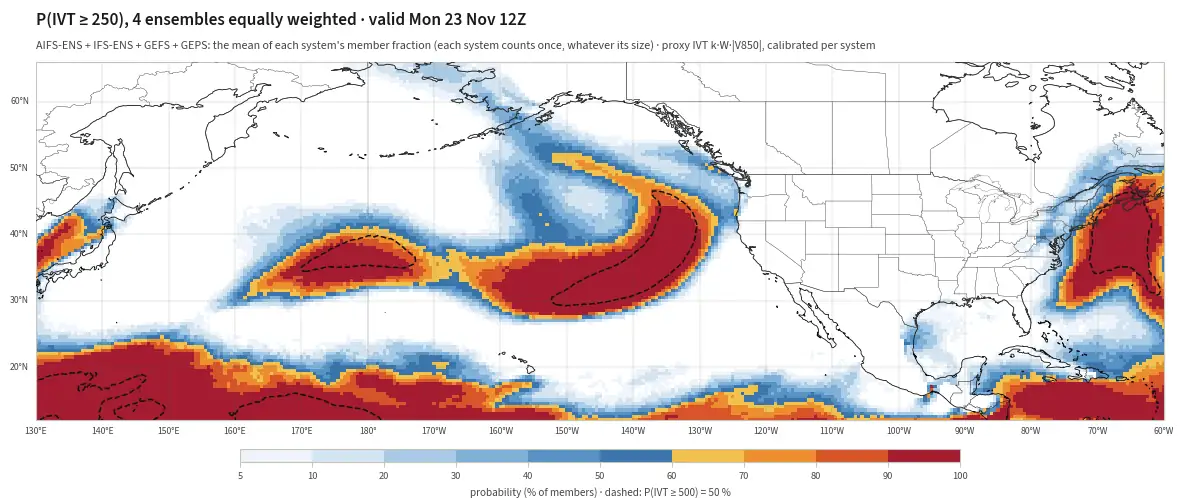 P(IVT ≥ 250), 4 ensembles equally weighted · valid Mon 23 Nov 12Z
AIFS-ENS + IFS-ENS + GEFS + GEPS: the mean of each system's member fraction (each system counts once, whatever its size) · proxy IVT k·W·|V850|, calibrated per system
60°N
50°N
40°N
30°N
20°N
130°E 140°E 150°E 160°E 170°E 180° 170°W 160°W 150°W 140°W 130°W 120°W 110°W 100°W 90°W 80°W 70°W 60°W
5 10 20 30 40 50 60 70 80 90 100
probability (% of members) · dashed: P(IVT ≥ 500) = 50 %